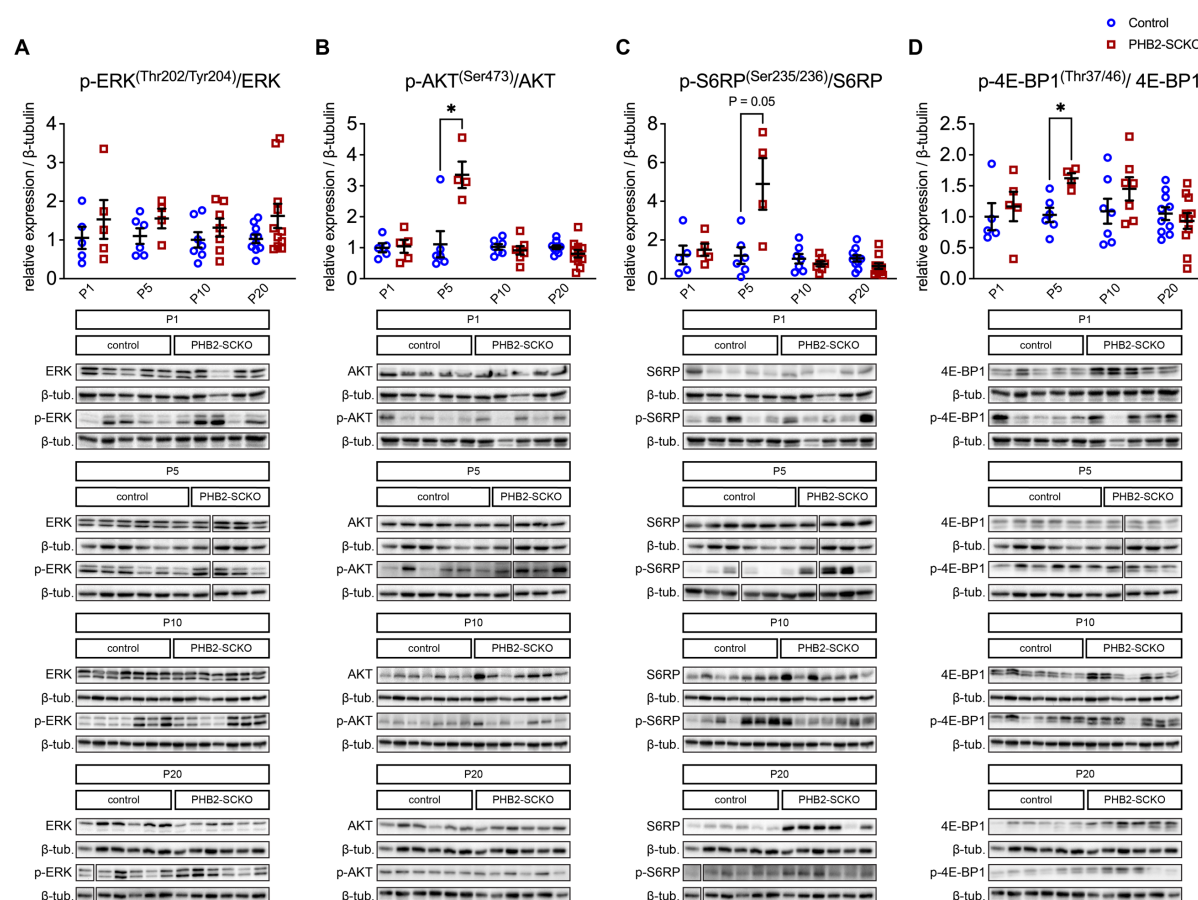 Control
PHB2-SCKO
A
p-ERK(Thr202/Tyr204)/ERK
relative expression / β-tubulin
4
3
2
1
0
P1
P5
P10
P20
P1
control
PHB2-SCKO
ERK
β-tub.
p-ERK
β-tub.
P5
control
PHB2-SCKO
ERK
β-tub.
p-ERK
β-tub.
P10
control
PHB2-SCKO
ERK
β-tub.
p-ERK
β-tub.
P20
control
PHB2-SCKO
ERK
β-tub.
p-ERK
β-tub.
B
p-AKT(Ser473)/AKT
relative expression / β-tubulin
5
4
3
2
1
0
*
P1
P5
P10
P20
P1
control
PHB2-SCKO
AKT
β-tub.
p-AKT
β-tub.
P5
control
PHB2-SCKO
AKT
β-tub.
p-AKT
β-tub.
P10
control
PHB2-SCKO
AKT
β-tub.
p-AKT
β-tub.
P20
control
PHB2-SCKO
AKT
β-tub.
p-AKT
β-tub.
C
p-S6RP(Ser235/236)/S6RP
P = 0.05
relative expression / β-tubulin
8
6
4
2
0
P1
P5
P10
P20
P1
control
PHB2-SCKO
S6RP
β-tub.
p-S6RP
β-tub.
P5
control
PHB2-SCKO
S6RP
β-tub.
p-S6RP
β-tub.
P10
control
PHB2-SCKO
S6RP
β-tub.
p-S6RP
β-tub.
P20
control
PHB2-SCKO
S6RP
β-tub.
p-S6RP
β-tub.
D
p-4E-BP1(Thr37/46)/ 4E-BP1
relative expression / β-tubulin
2.5
2.0
1.5
1.0
0.5
0.0
*
P1
P5
P10
P20
P1
control
PHB2-SCKO
4E-BP1
β-tub.
p-4E-BP1
β-tub.
P5
control
PHB2-SCKO
4E-BP1
β-tub.
p-4E-BP1
β-tub.
P10
control
PHB2-SCKO
4E-BP1
β-tub.
p-4E-BP1
β-tub.
P20
control
PHB2-SCKO
4E-BP1
β-tub.
p-4E-BP1
β-tub.